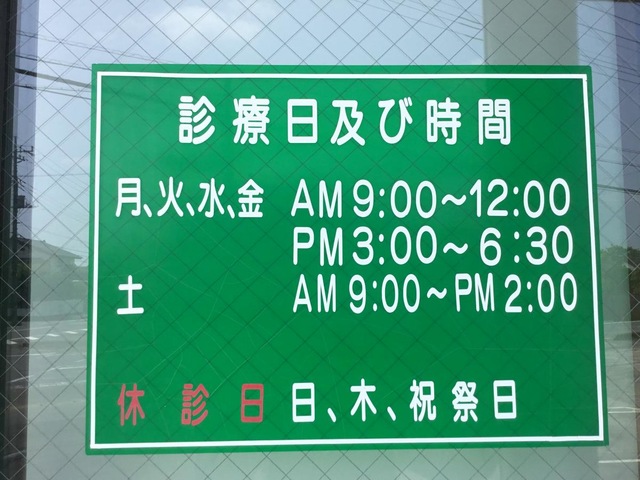 診療日及び時間
月、火、水、金 AM 9:00～12:00
PM 3:00～6:30
土 AM 9:00～PM 2:00
休診日 日、木、祝祭日